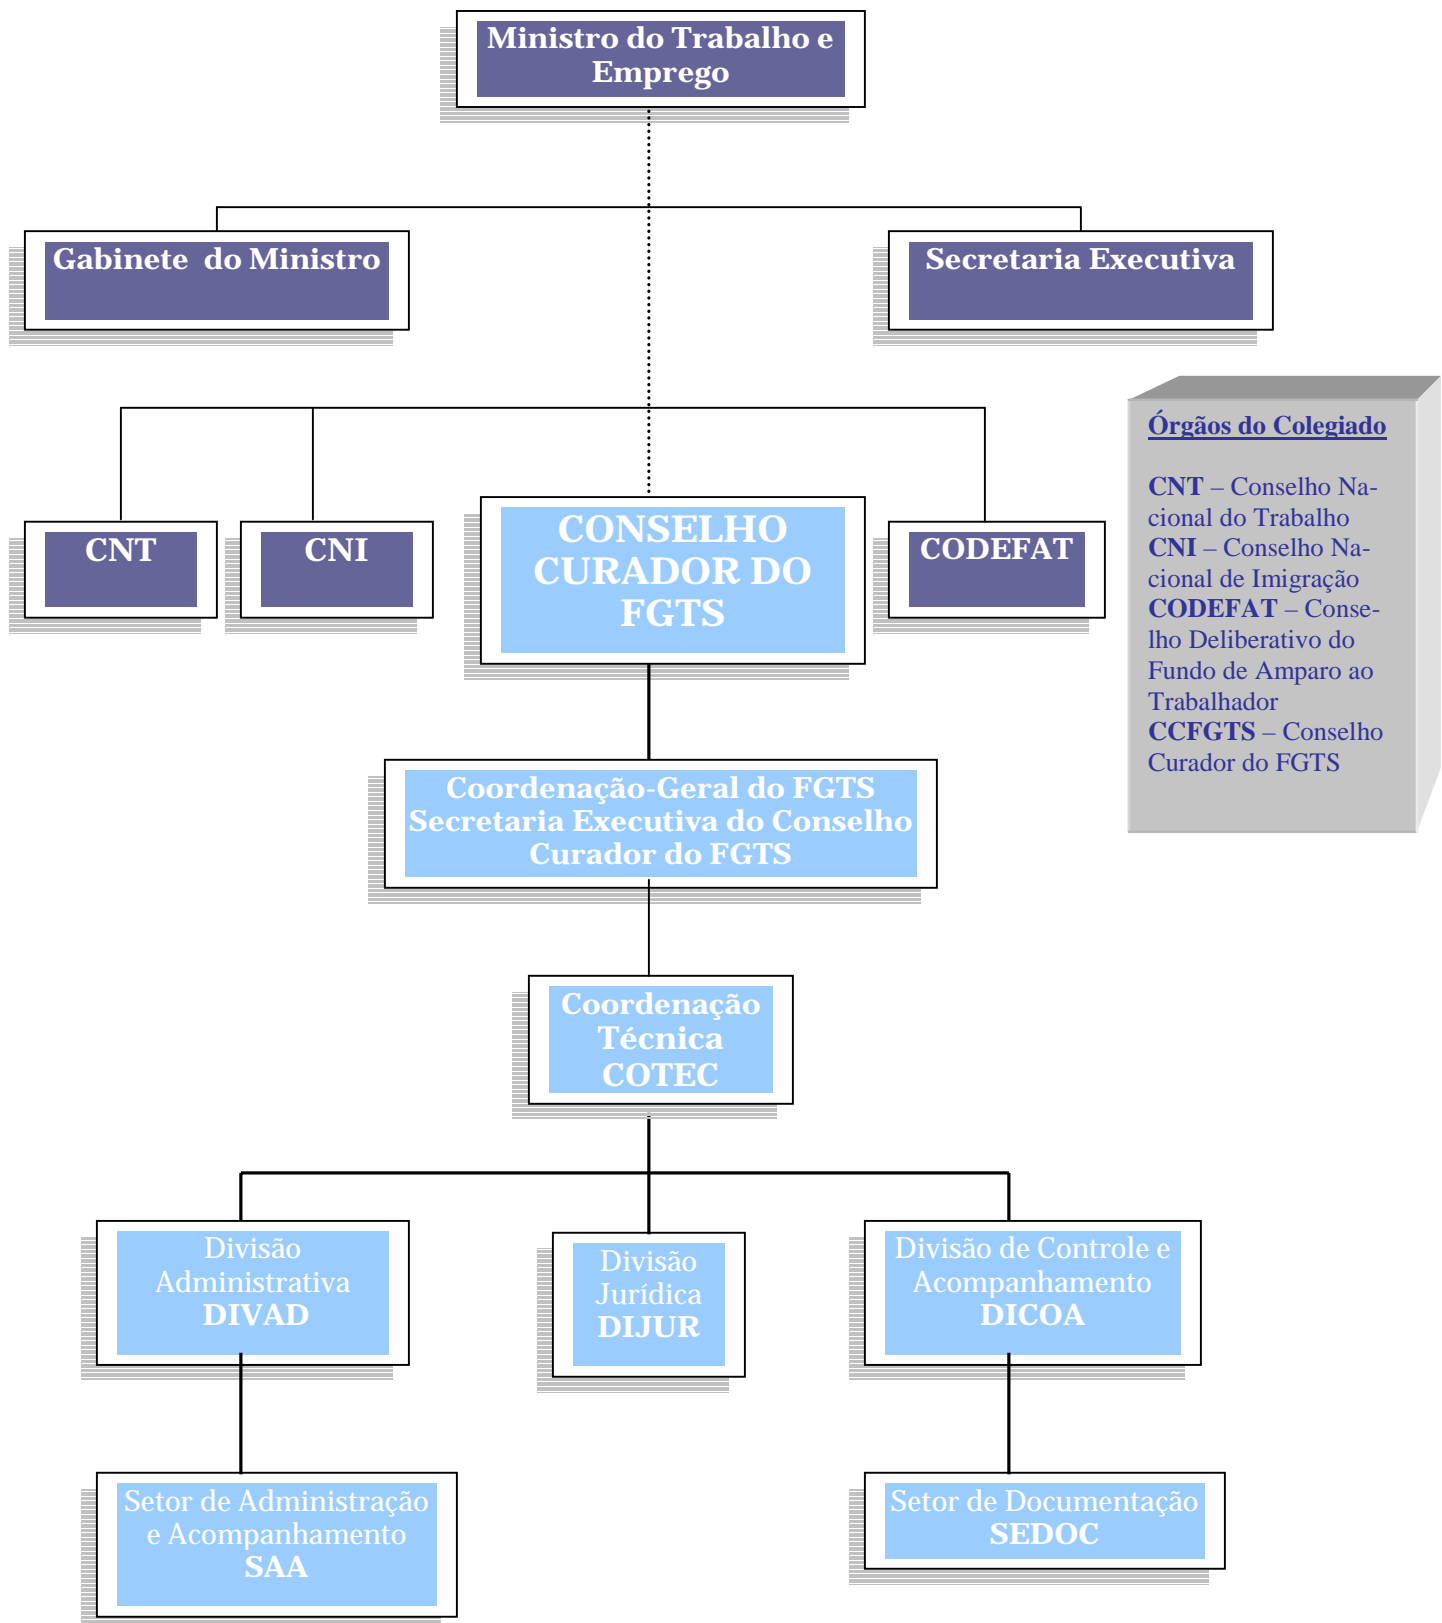 Ministro do Trabalho e
Emprego
Gabinete do Ministro
Secretaria Executiva
CNT
CNI
CONSELHO
CURADOR DO
FGTS
CODEFAT
Órgãos do Colegiado
CNT – Conselho Na-
cional do Trabalho
CNI – Conselho Na-
cional de Imigração
CODEFAT – Conse-
lho Deliberativo do
Fundo de Amparo ao
Trabalhador
CCFGTS – Conselho
Curador do FGTS
Coordenação-Geral do FGTS
Secretaria Executiva do Conselho
Curador do FGTS
Coordenação
Técnica
COTEC
Divisão
Administrativa
DIVAD
Divisão
Jurídica
DIJUR
Divisão de Controle e
Acompanhamento
DICOA
Setor de Administração
e Acompanhamento
SAA
Setor de Documentação
SEDOC